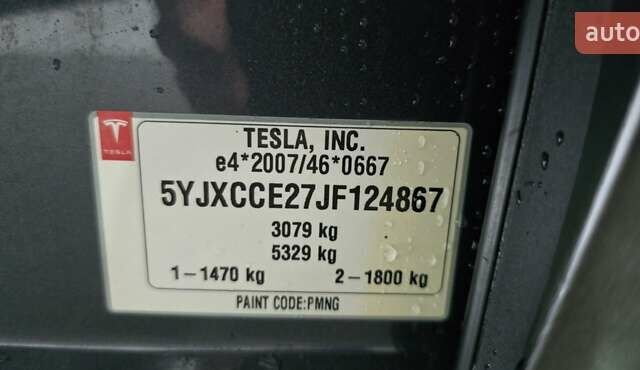 auto
TESLA
TESLA, INC.
e4*2007/46*0667
5YJXCCE27JF124867
3079 kg
5329 kg
1-1470 kg 2-1800 kg
PAINT CODE:PMNG